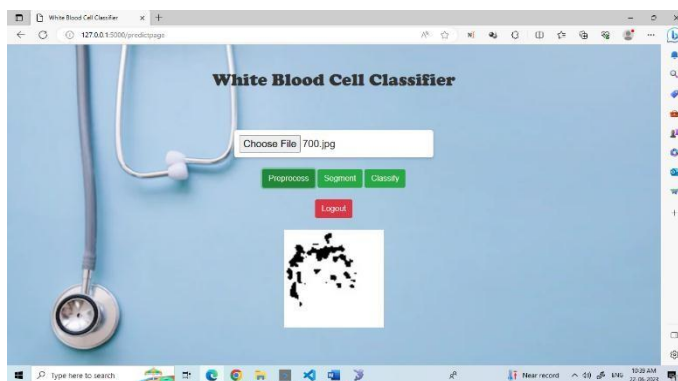 White Blood Cell Classifier
127.0.0.1:5000/predictpage
White Blood Cell Classifier
Choose File 700.jpg
Preprocess Segment Classify
Logout
Type here to search
Near record
ENG
10:39 AM